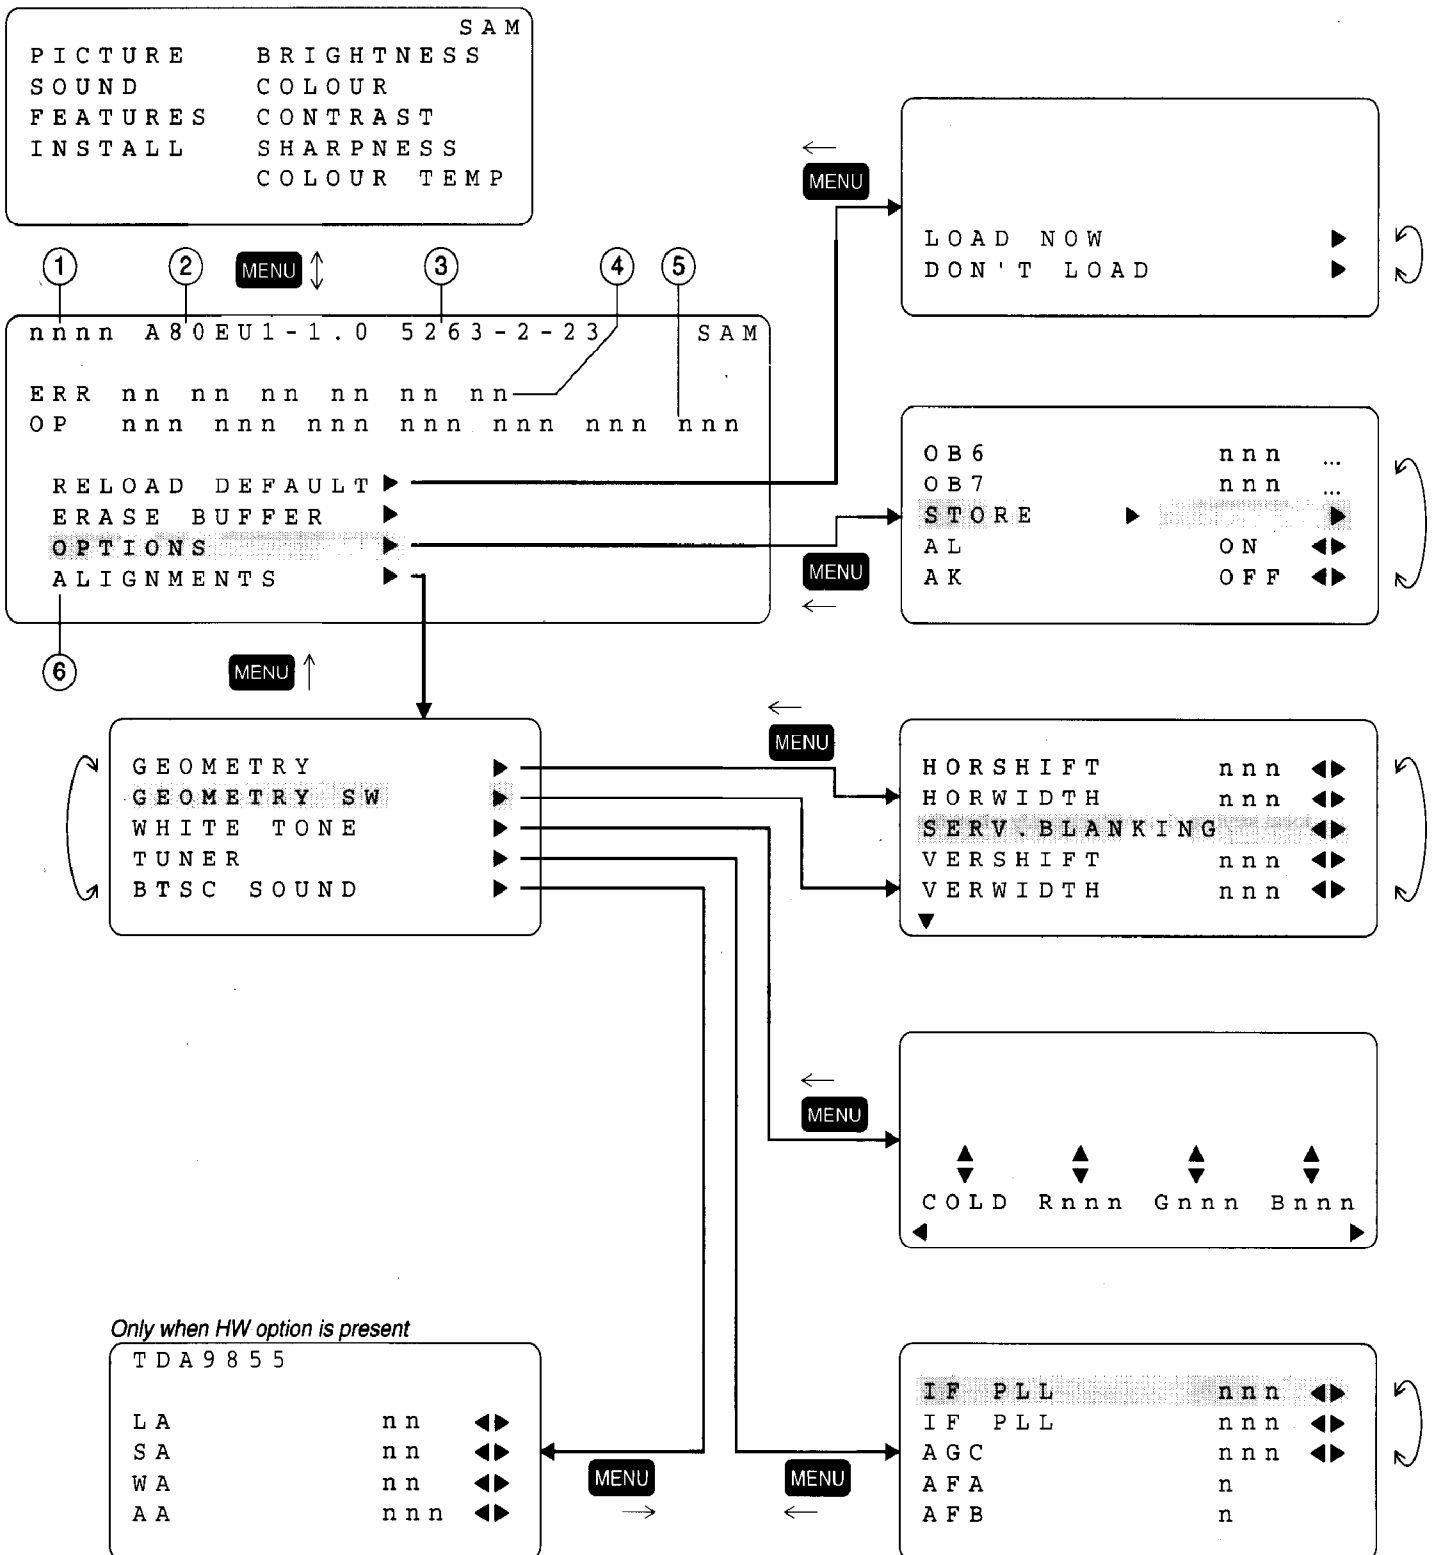 SAM
PICTURE BRIGHTNESS
SOUND COLOUR
FEATURES CONTRAST
INSTALL SHARPNESS
COLOUR TEMP
MENU
LOAD NOW
DON'T LOAD
1 2 MENU 3 4 5
nnnn A80EU1-1.0 5263-2-23 SAM
ERR nn nn nn nn nn nn
OP nnn nnn nnn nnn nnn nnn nnn
RELOAD DEFAULT
ERASE BUFFER
OPTIONS
ALIGNMENTS
MENU
OB6 nnn ...
OB7 nnn ...
STORE
AL ON
AK OFF
6 MENU
GEOMETRY
GEOMETRY SW
WHITE TONE
TUNER
BTSC SOUND
MENU
HORSHIFT nnn
HORWIDTH nnn
SERV.BLANKING
VERSHIFT nnn
VERWIDTH nnn
MENU
COLD Rnnn Gnnn Bnnn
Only when HW option is present
TDA9855
LA nn
SA nn
WA nn
AA nnn
MENU
MENU
IF PLL nnn
IF PLL nnn
AGC nnn
AFA n
AFB n